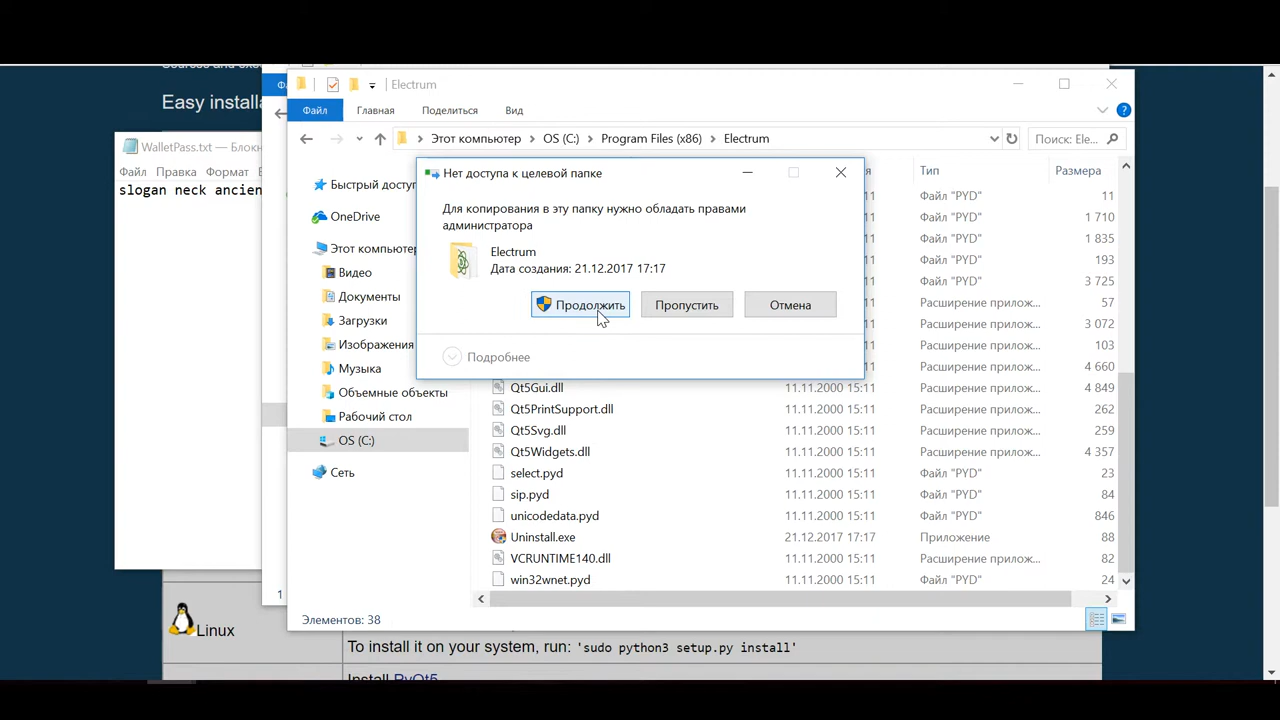 Easy installa
WalletPass.txt — Блокн
Файл Правка Формат
slogan neck ancien
Electrum
Файл Главная Поделиться Вид
Этот компьютер OS (C:) Program Files (x86) Electrum
Поиск: Ele...
Быстрый доступ
OneDrive
Этот компьютер
Видео
Документы
Загрузки
Изображения
Музыка
Объемные объекты
Рабочий стол
OS (C:)
Сеть
Тип Размера
Файл "PYD" 11
Файл "PYD" 1 710
Файл "PYD" 1 835
Файл "PYD" 193
Файл "PYD" 3 725
Расширение прилож... 57
Расширение прилож... 3 072
Расширение прилож... 103
Расширение прилож... 4 660
Нет доступа к целевой папке
Для копирования в эту папку нужно обладать правами
администратора
Electrum
Дата создания: 21.12.2017 17:17
Продолжить Пропустить Отмена
Подробнее
Qt5Gui.dll 11.11.2000 15:11 Расширение прилож... 4 849
Qt5PrintSupport.dll 11.11.2000 15:11 Расширение прилож... 262
Qt5Svg.dll 11.11.2000 15:11 Расширение прилож... 259
Qt5Widgets.dll 11.11.2000 15:11 Расширение прилож... 4 357
select.pyd 11.11.2000 15:11 Файл "PYD" 23
sip.pyd 11.11.2000 15:11 Файл "PYD" 84
unicodedata.pyd 11.11.2000 15:11 Файл "PYD" 846
Uninstall.exe 21.12.2017 17:17 Приложение 88
VCRUNTIME140.dll 11.11.2000 15:11 Расширение прилож... 82
win32wnet.pyd 11.11.2000 15:11 Файл "PYD" 24
Элементов: 38
Linux
To install it on your system, run: 'sudo python3 setup.py install'
Install PyQt5